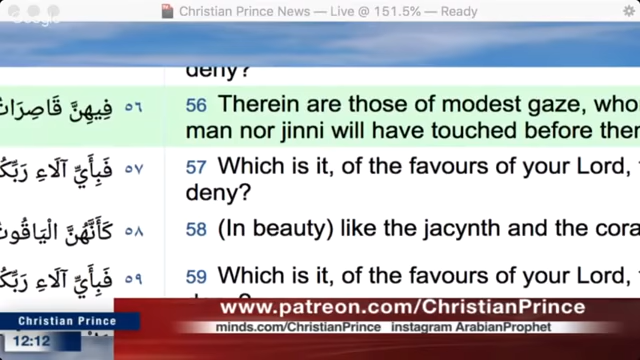 Christian Prince News — Live @ 151.5% — Ready
deny?
فِيهِنَّ قَاصِرَاتُ ٥٦ 56 Therein are those of modest gaze, who
man nor jinni will have touched before
فَبِأَيِّ آلَاءِ ٥٧ 57 Which is it, of the favours of your Lord,
deny?
كَأَنَّهُنَّ الْيَاقُوتُ ٥٨ 58 (In beauty) like the jacynth and the
فَبِأَيِّ آلَاءِ ٥٩ 59 Which is it, of the favours of your Lord,
www.patreon.com/ChristianPrince
Christian Prince
minds.com/ChristianPrince instagram ArabianProphet
12:12